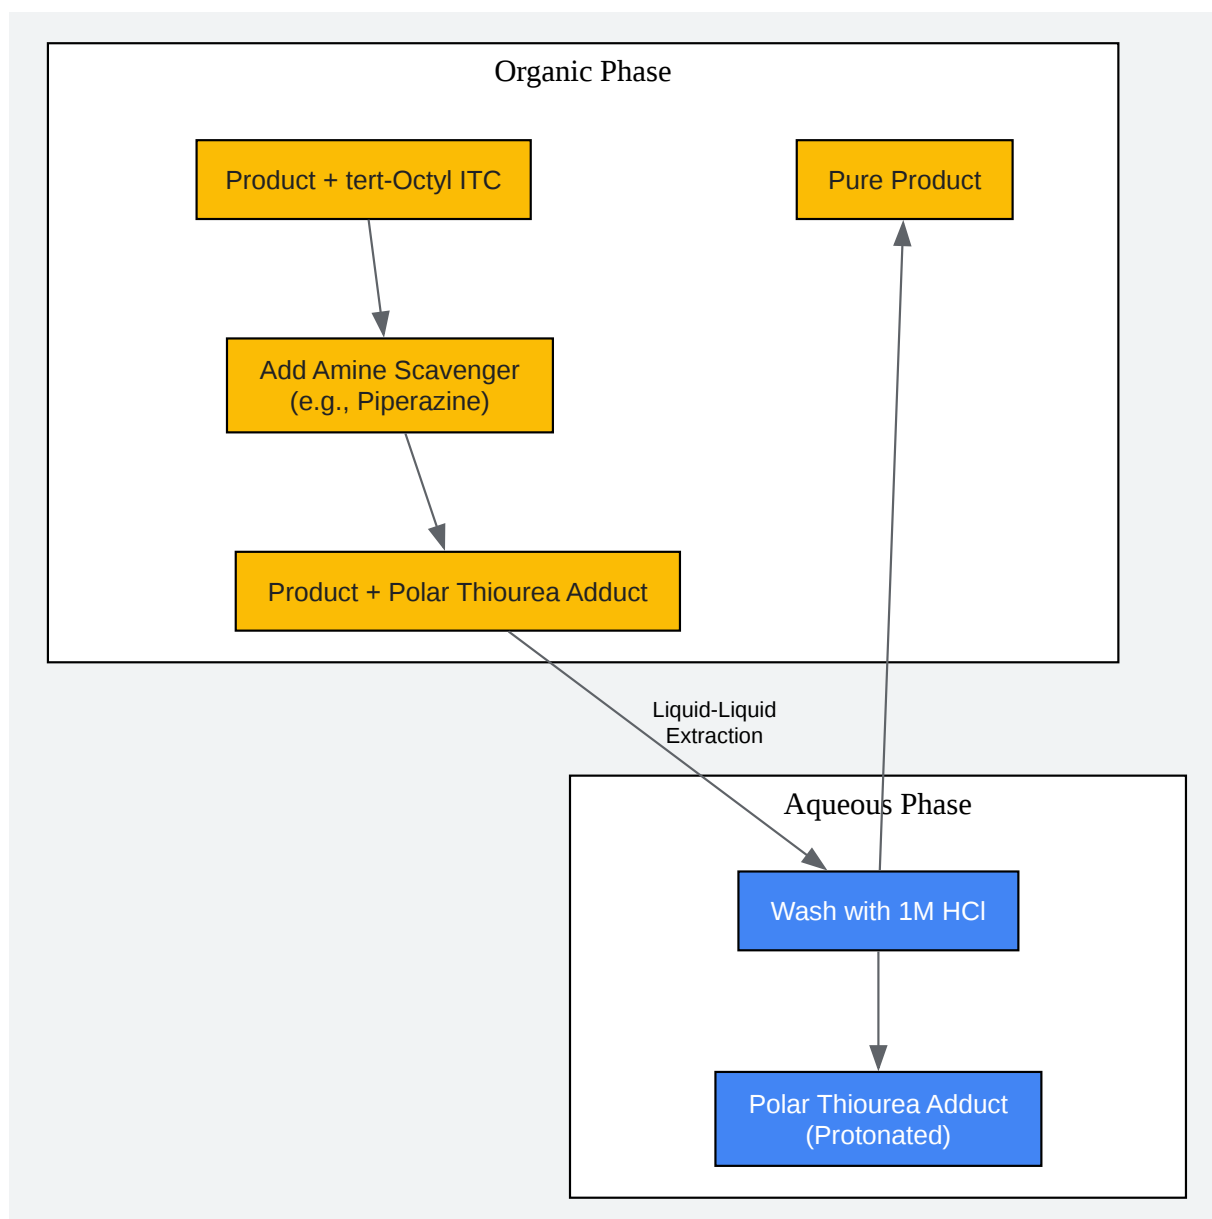 Organic Phase
Product + tert-Octyl ITC
Pure Product
Add Amine Scavenger
(e.g., Piperazine)
Product + Polar Thiourea Adduct
Liquid-Liquid
Extraction
Aqueous Phase
Wash with 1M HCl
Polar Thiourea Adduct
(Protonated)